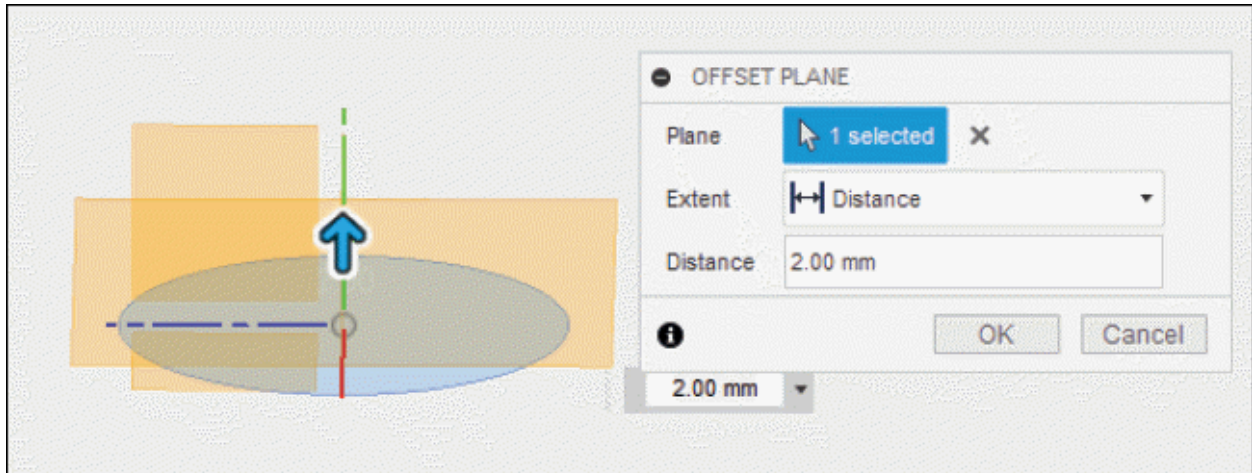 OFFSET PLANE
Plane 1 selected
Extent Distance
Distance 2.00 mm
OK Cancel
2.00 mm